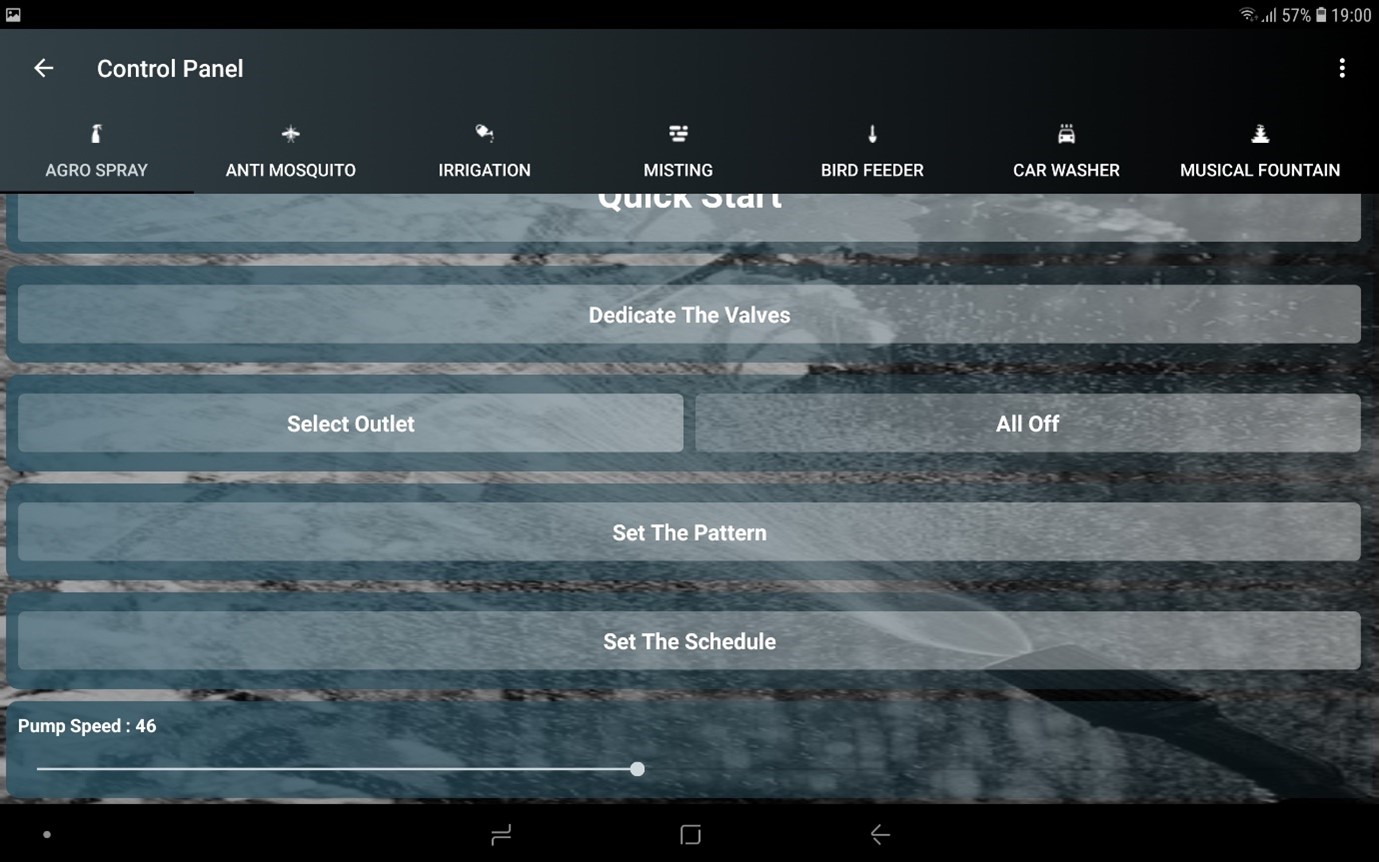 57% 19:00
Control Panel
AGRO SPRAY ANTI MOSQUITO IRRIGATION MISTING BIRD FEEDER CAR WASHER MUSICAL FOUNTAIN
Quick Start
Dedicate The Valves
Select Outlet All Off
Set The Pattern
Set The Schedule
Pump Speed : 46